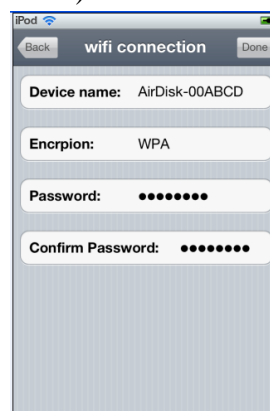 iPod
Back wifi connection Done
Device name: AirDisk-00ABCD
Encrpion: WPA
Password: ●●●●●●●●
Confirm Password: ●●●●●●●●